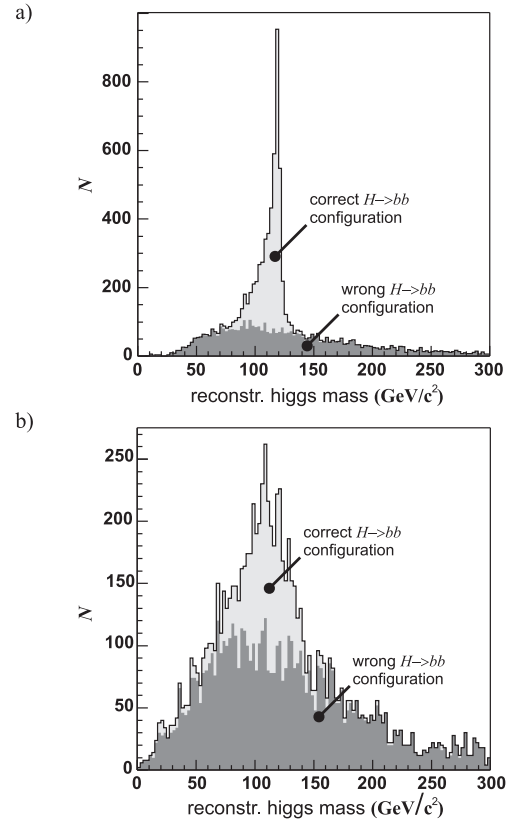 a)
800
600
400
200
0
N
correct H->bb
configuration
wrong H->bb
configuration
0 50 100 150 200 250 300
reconstr. higgs mass (GeV/c²)
b)
250
200
150
100
50
0
N
correct H->bb
configuration
wrong H->bb
configuration
0 50 100 150 200 250 300
reconstr. higgs mass (GeV/c²)